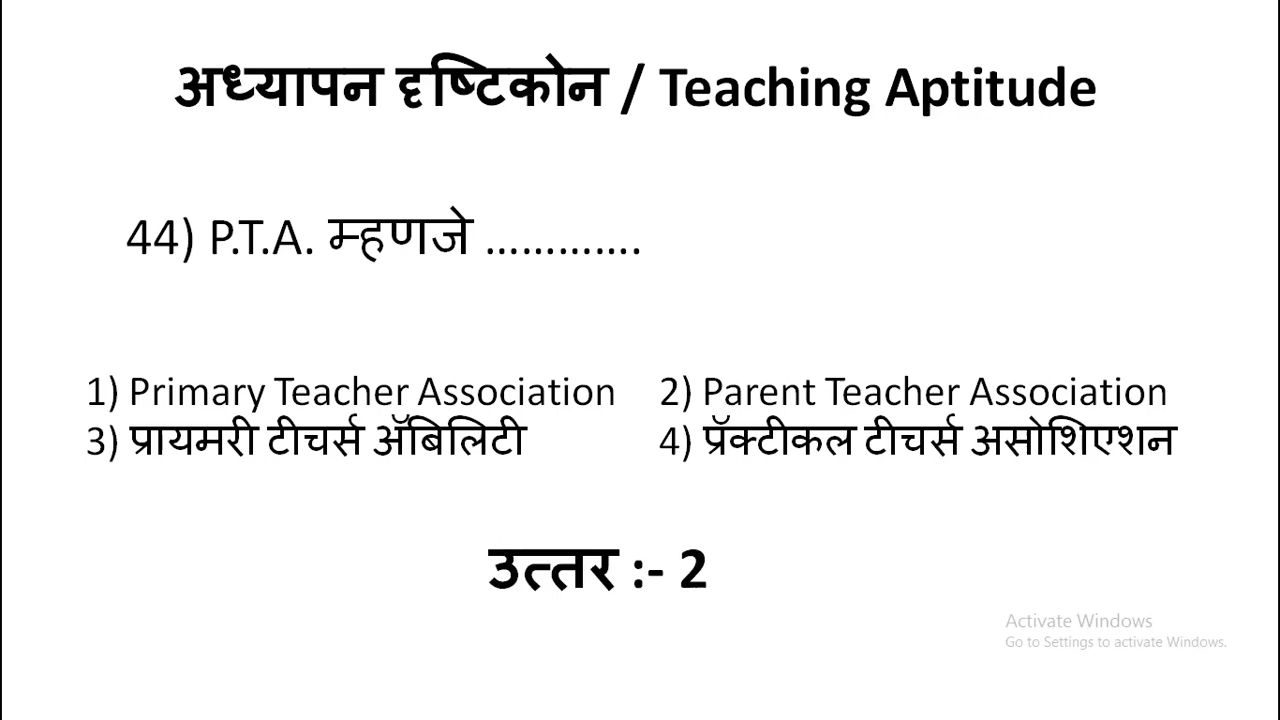 अध्यापन दृष्टिकोन / Teaching Aptitude
44) P.T.A. म्हणजे .............
1) Primary Teacher Association 2) Parent Teacher Association
3) प्रायमरी टीचर्स ॲबिलिटी 4) प्रॅक्टीकल टीचर्स असोशिएशन
उत्तर :- 2
Activate Windows
Go to Settings to activate Windows.